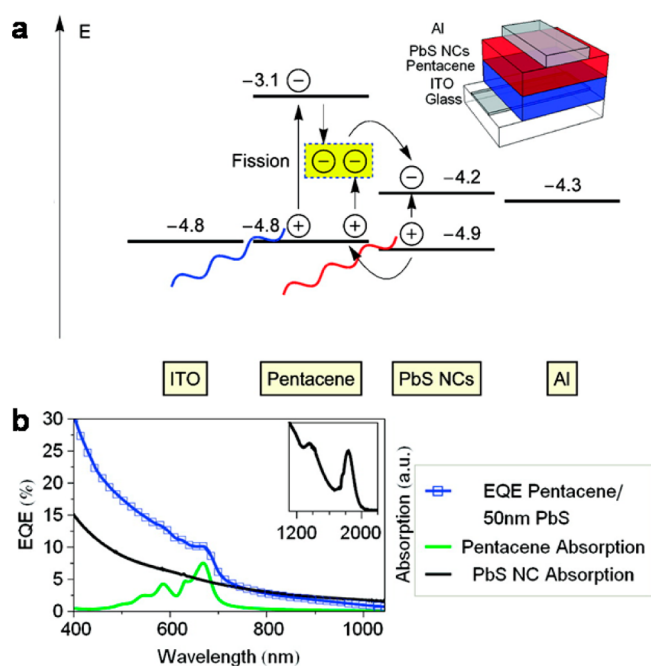 a
E
Al
PbS NCs
Pentacene
ITO
Glass
−3.1
Fission
−4.2
−4.3
−4.8
−4.8
−4.9
ITO
Pentacene
PbS NCs
Al
b
30
25
20
15
10
5
0
EQE (%)
400
600
800
1000
Wavelength (nm)
1200
2000
Absorption (a.u.)
EQE Pentacene/
50nm PbS
Pentacene Absorption
PbS NC Absorption